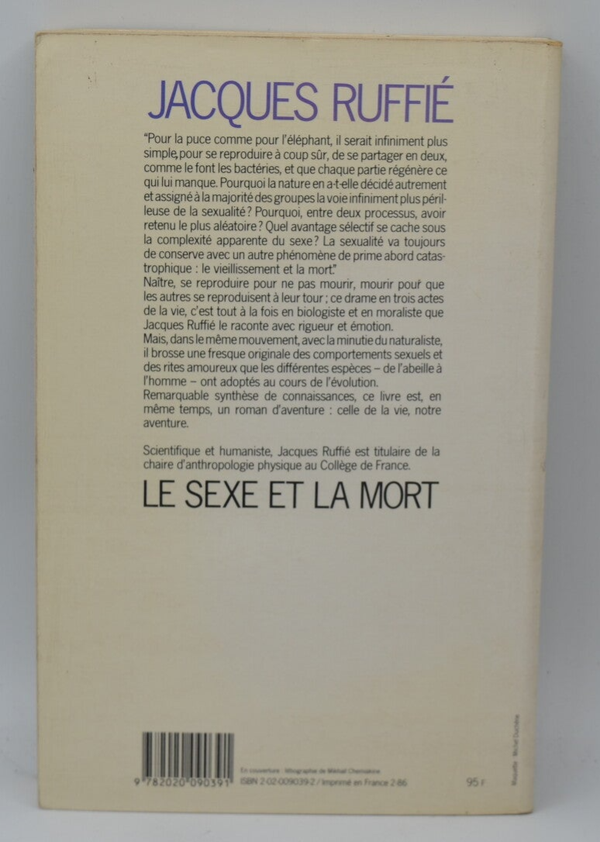 JACQUES RUFFIÉ
"Pour la puce comme pour l'éléphant, il serait infiniment plus
simple, pour se reproduire à coup sûr, de se partager en deux,
comme le font les bactéries, et que chaque partie régénère ce
qui lui manque. Pourquoi la nature en a-t-elle décidé autrement
et assigné à la majorité des groupes la voie infiniment plus péril-
leuse de la sexualité? Pourquoi, entre deux processus, avoir
retenu le plus aléatoire? Quel avantage sélectif se cache sous
la complexité apparente du sexe? La sexualité va toujours
de conserve avec un autre phénomène de prime abord catas-
trophique : le vieillissement et la mort."
Naître, se reproduire pour ne pas mourir, mourir pour que
les autres se reproduisent à leur tour ; ce drame en trois actes
de la vie, c'est tout à la fois en biologiste et en moraliste que
Jacques Ruffié le raconte avec rigueur et émotion.
Mais, dans le même mouvement, avec la minutie du naturaliste,
il brosse une fresque originale des comportements sexuels et
des rites amoureux que les différentes espèces – de l'abeille à
l'homme – ont adoptés au cours de l'évolution.
Remarquable synthèse de connaissances, ce livre est, en
même temps, un roman d'aventure : celle de la vie, notre
aventure.
Scientifique et humaniste, Jacques Ruffié est titulaire de la
chaire d'anthropologie physique au Collège de France.
LE SEXE ET LA MORT
En couverture : lithographie de
9 782020 090391
ISBN 2-02-009039-2 / Imprimé en France 2-86
95 F
Maquette : Michel